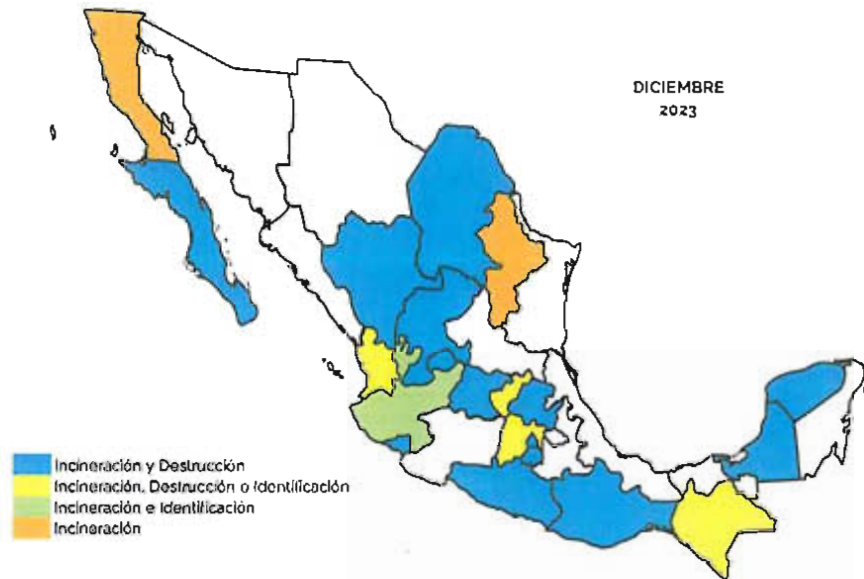 DICIEMBRE
2023
Incineración y Destrucción
Incineración, Destrucción o Identificación
Incineración e Identificación
Incineración